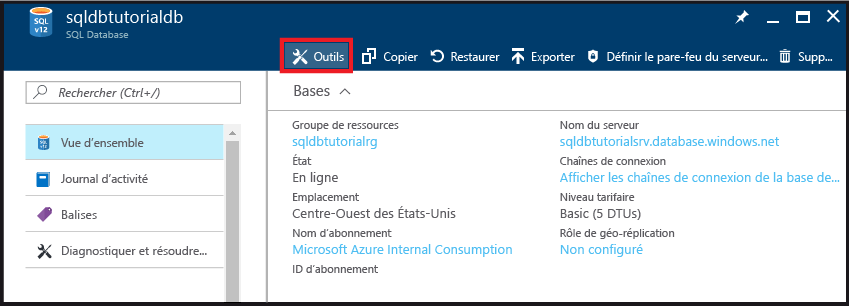 SQL
v12
sqldbtutorialdb
SQL Database
Outils Copier Restaurer Exporter Définir le pare-feu du serveur... Supp...
Rechercher (Ctrl+/)
SQL
v12
Vue d'ensemble
Journal d'activité
Balises
Diagnostiquer et résoudre...
Bases
Groupe de ressources
sqldbtutorialrg
État
En ligne
Emplacement
Centre-Ouest des États-Unis
Nom d'abonnement
Microsoft Azure Internal Consumption
ID d'abonnement
Nom du serveur
sqldbtutorialsrv.database.windows.net
Chaînes de connexion
Afficher les chaînes de connexion de la base de...
Niveau tarifaire
Basic (5 DTUs)
Rôle de géo-réplication
Non configuré